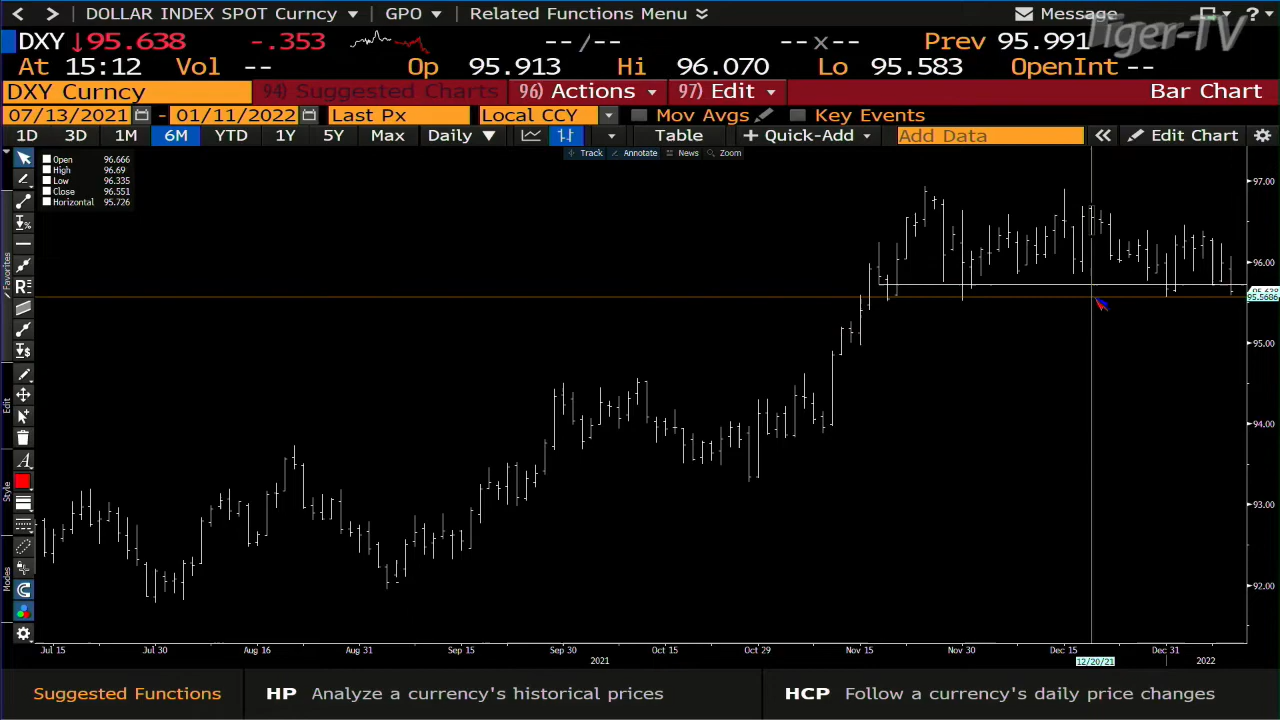 DOLLAR INDEX SPOT Curncy GPO Related Functions Menu Message ?
Tiger-TV
DXY 95.638 -.353 -- / -- -- x -- Prev 95.991
At 15:12 Vol -- Op 95.913 Hi 96.070 Lo 95.583 OpenInt --
DXY Curncy 94) Suggested Charts 96) Actions 97) Edit Bar Chart
07/13/2021 - 01/11/2022 Last Px Local CCY Mov Avgs Key Events
1D 3D 1M 6M YTD 1Y 5Y Max Daily Table + Quick-Add Add Data « Edit Chart
Track Annotate News Zoom
Open 96.666
High 96.69
Low 96.335
Close 96.551
Horizontal 95.726
Favorites
Edit
Style
Modes
97.00
96.00
95.5686
95.00
94.00
93.00
92.00
Jul 15 Jul 30 Aug 16 Aug 31 Sep 15 Sep 30 Oct 15 Oct 29 Nov 15 Nov 30 Dec 15 Dec 31
2021 12/20/21 2022
Suggested Functions HP Analyze a currency's historical prices HCP Follow a currency's daily price changes